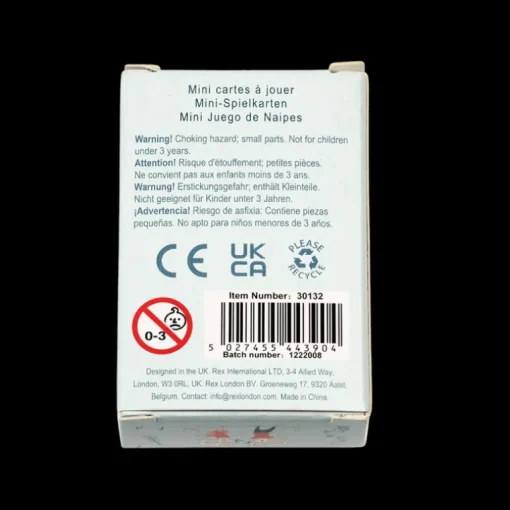 Mini cartes à jouer
Mini-Spielkarten
Mini Juego de Naipes
Warning! Choking hazard; small parts. Not for children
under 3 years.
Attention! Risque d'étouffement; petites pièces.
Ne convient pas aux enfants moins de 3 ans.
Warnung! Erstickungsgefahr; enthält Kleinteile.
Nicht geeignet für Kinder unter 3 Jahren.
¡Advertencia! Riesgo de asfixia: Contiene piezas
pequeñas. No apto para niños menores de 3 años.
CE
UK
CA
PLEASE
RECYCLE
0-3
Item Number: 30132
5 027455 443904
Batch number: 1222008
Designed in the UK. Rex International LTD, 3-4 Allied Way,
London, W3 0RL, UK. Rex London BV. Groeneweg 17, 9320 Aalst,
Belgium. Contact: info@rexlondon.com. Made in China.